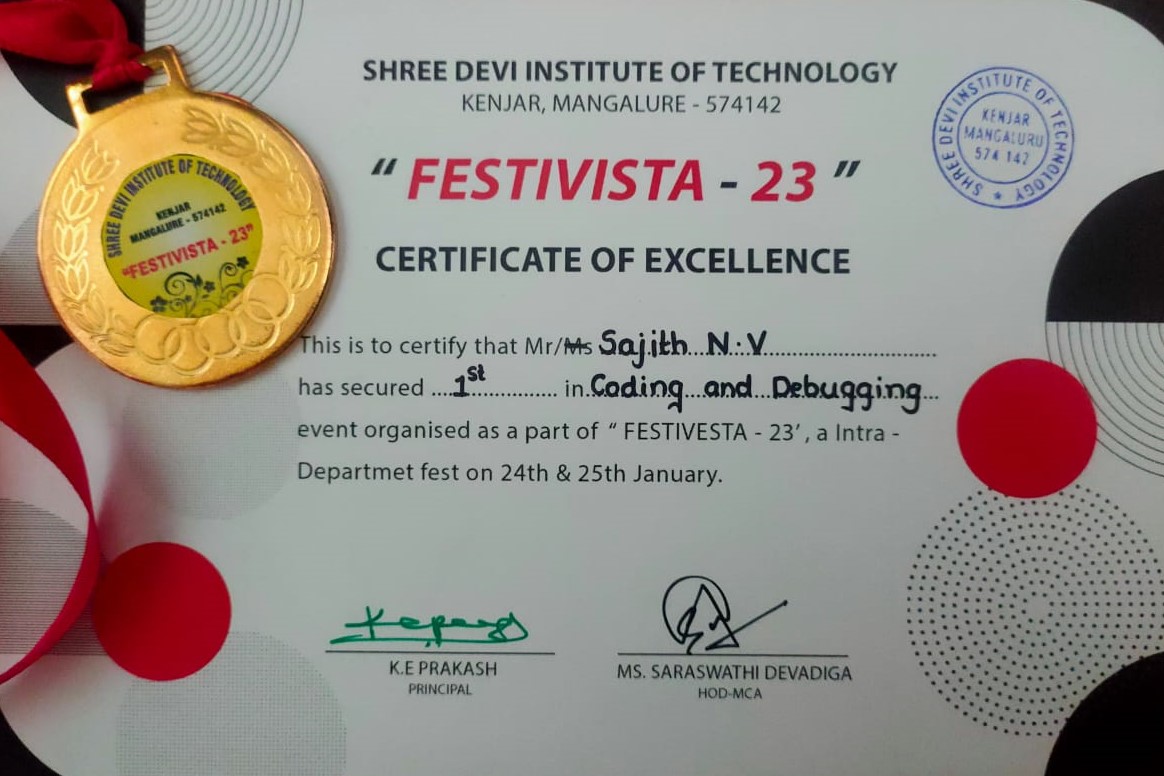 SHREE DEVI INSTITUTE OF TECHNOLOGY
KENJAR, MANGALURE - 574142
“ FESTIVISTA - 23 ”
CERTIFICATE OF EXCELLENCE
This is to certify that Mr/Ms Sajith N.V
has secured ....1st.............. in Coding and Debugging
event organised as a part of “ FESTIVESTA - 23’ , a Intra -
Departmet fest on 24th & 25th January.
K.E PRAKASH
PRINCIPAL
MS. SARASWATHI DEVADIGA
HOD-MCA
SHREE DEVI INSTITUTE OF TECHNOLOGY
KENJAR
MANGALURE - 574142
“FESTIVISTA - 23”
SHREE DEVI INSTITUTE OF TECHNOLOGY ★
KENJAR
MANGALURU
574 142